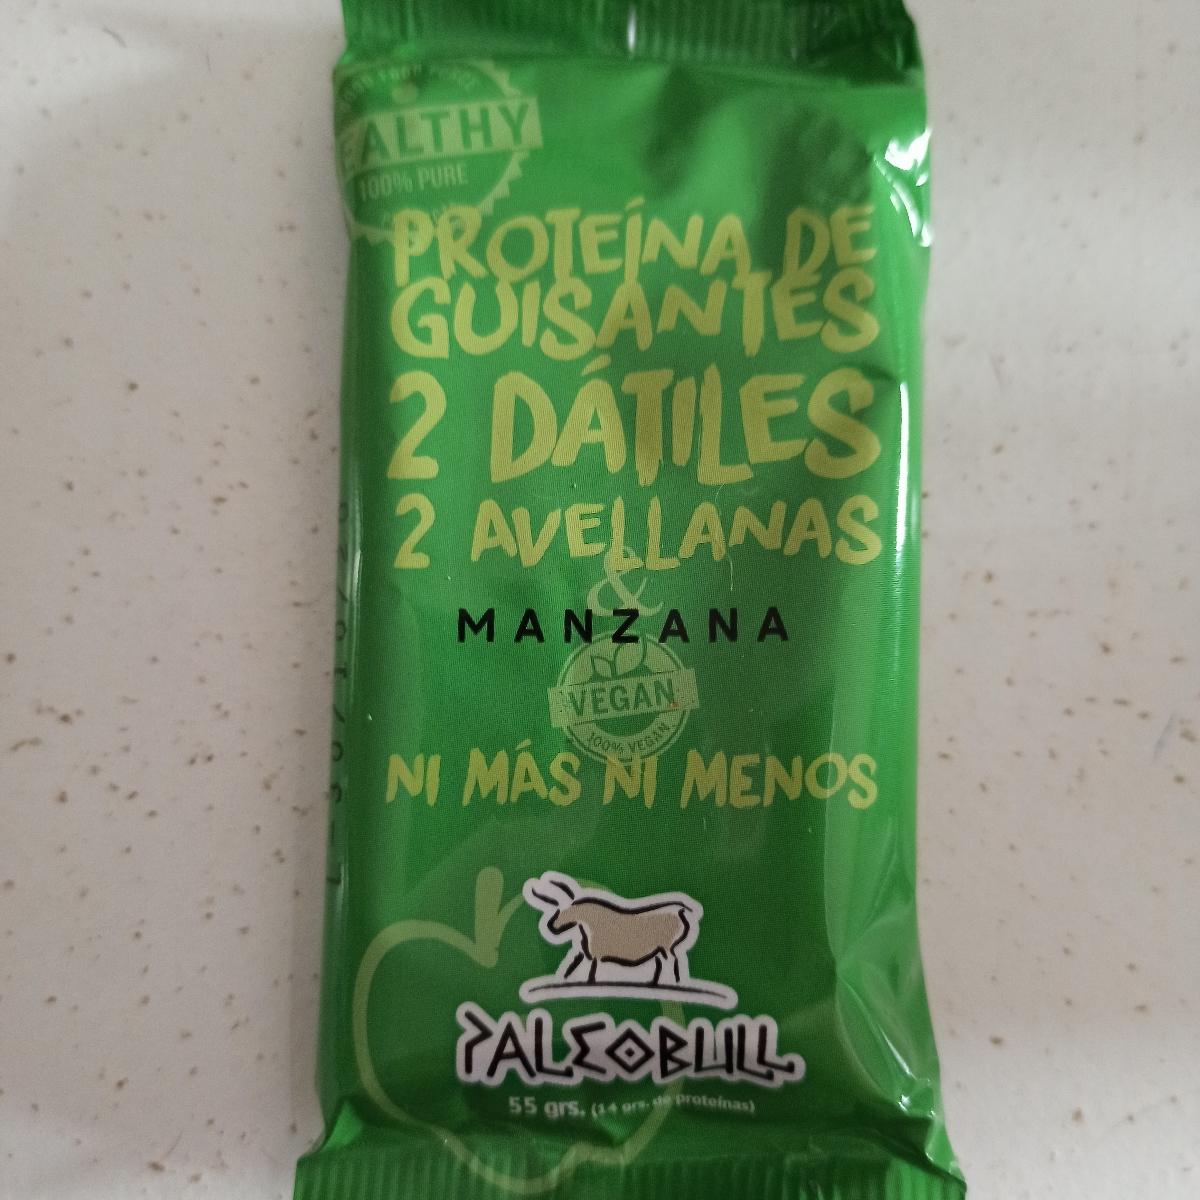 100% PURE
PROTEÍNA DE
GUISANTES
2 DÁTILES
2 AVELLANAS
&
MANZANA
VEGAN
100% VEGAN
NI MÁS NI MENOS
PALEOBULL
55 grs. (14 grs. de proteínas)